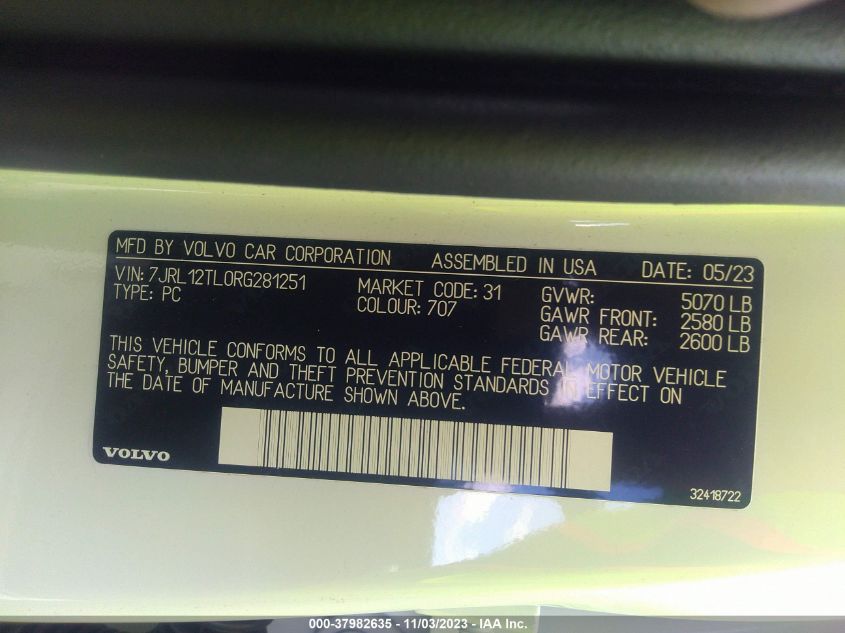 MFD BY VOLVO CAR CORPORATION ASSEMBLED IN USA DATE: 05/23
VIN: 7JRL12TL0RG281251 MARKET CODE: 31 GVWR: 5070 LB
TYPE: PC COLOUR: 707 GAWR FRONT: 2580 LB
GAWR REAR: 2600 LB
THIS VEHICLE CONFORMS TO ALL APPLICABLE FEDERAL MOTOR VEHICLE
SAFETY, BUMPER AND THEFT PREVENTION STANDARDS IN EFFECT ON
THE DATE OF MANUFACTURE SHOWN ABOVE.
VOLVO
32418722
000-37982635 - 11/03/2023 - IAA Inc.